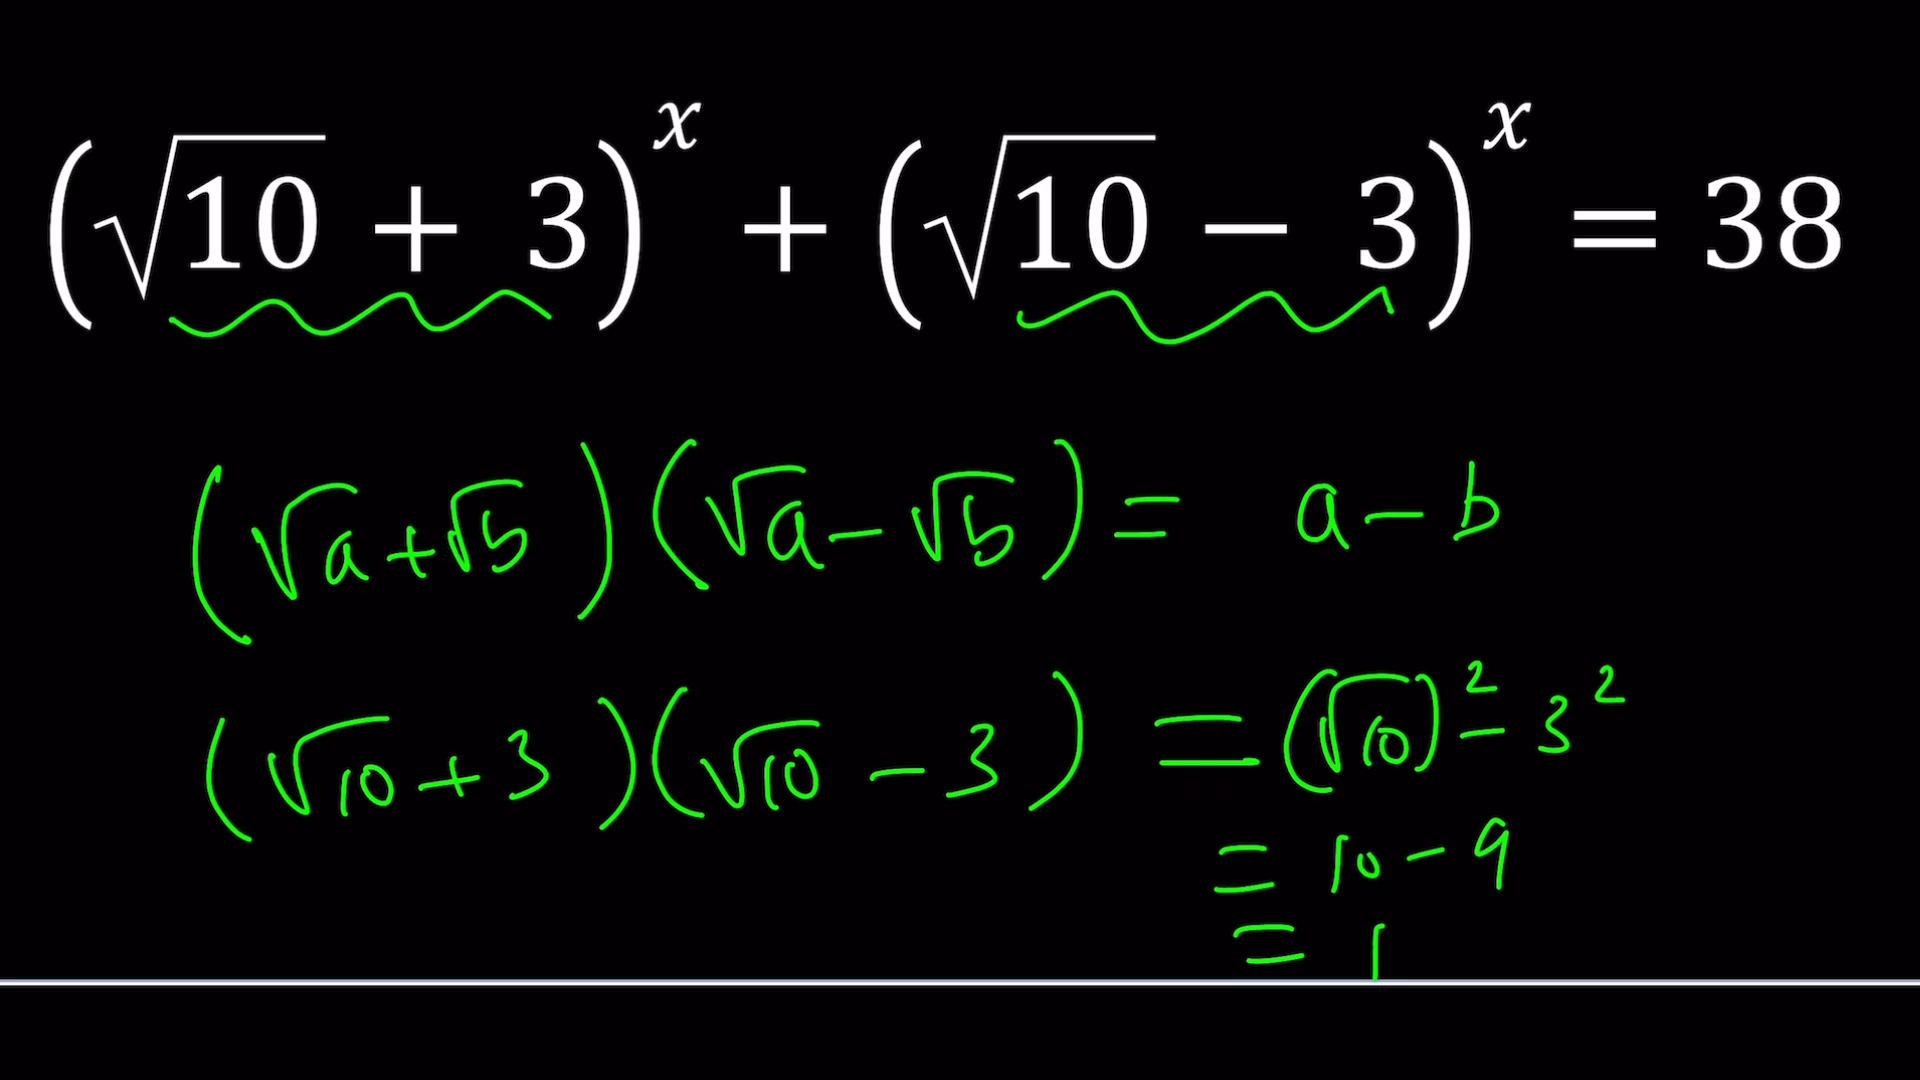 (√10 + 3)ˣ + (√10 − 3)ˣ = 38
(√a + √b)(√a − √b) = a − b
(√10 + 3)(√10 − 3) = (√10)² − 3²
= 10 − 9
= 1